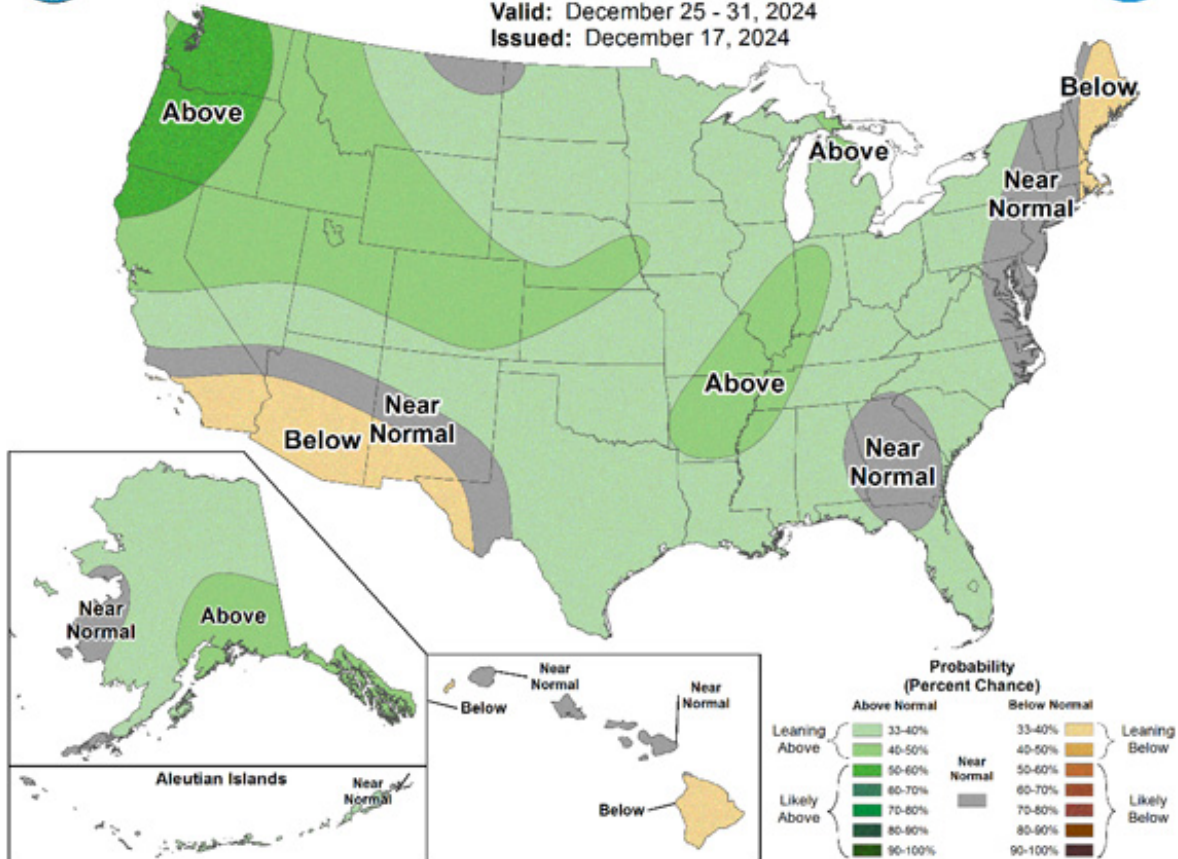 Valid: December 25 - 31, 2024
Issued: December 17, 2024
Above
Below
Above
Near
Normal
Above
Near
Normal
Below
Near
Normal
Near
Normal
Above
Below
Near
Normal
Near
Normal
Below
Aleutian Islands
Near
Normal
Probability
(Percent Chance)
Above Normal
Below Normal
Leaning
Above
33-40%
40-50%
Likely
Above
50-60%
60-70%
70-80%
80-90%
90-100%
Near
Normal
33-40%
40-50%
Leaning
Below
50-60%
60-70%
70-80%
80-90%
90-100%
Likely
Below